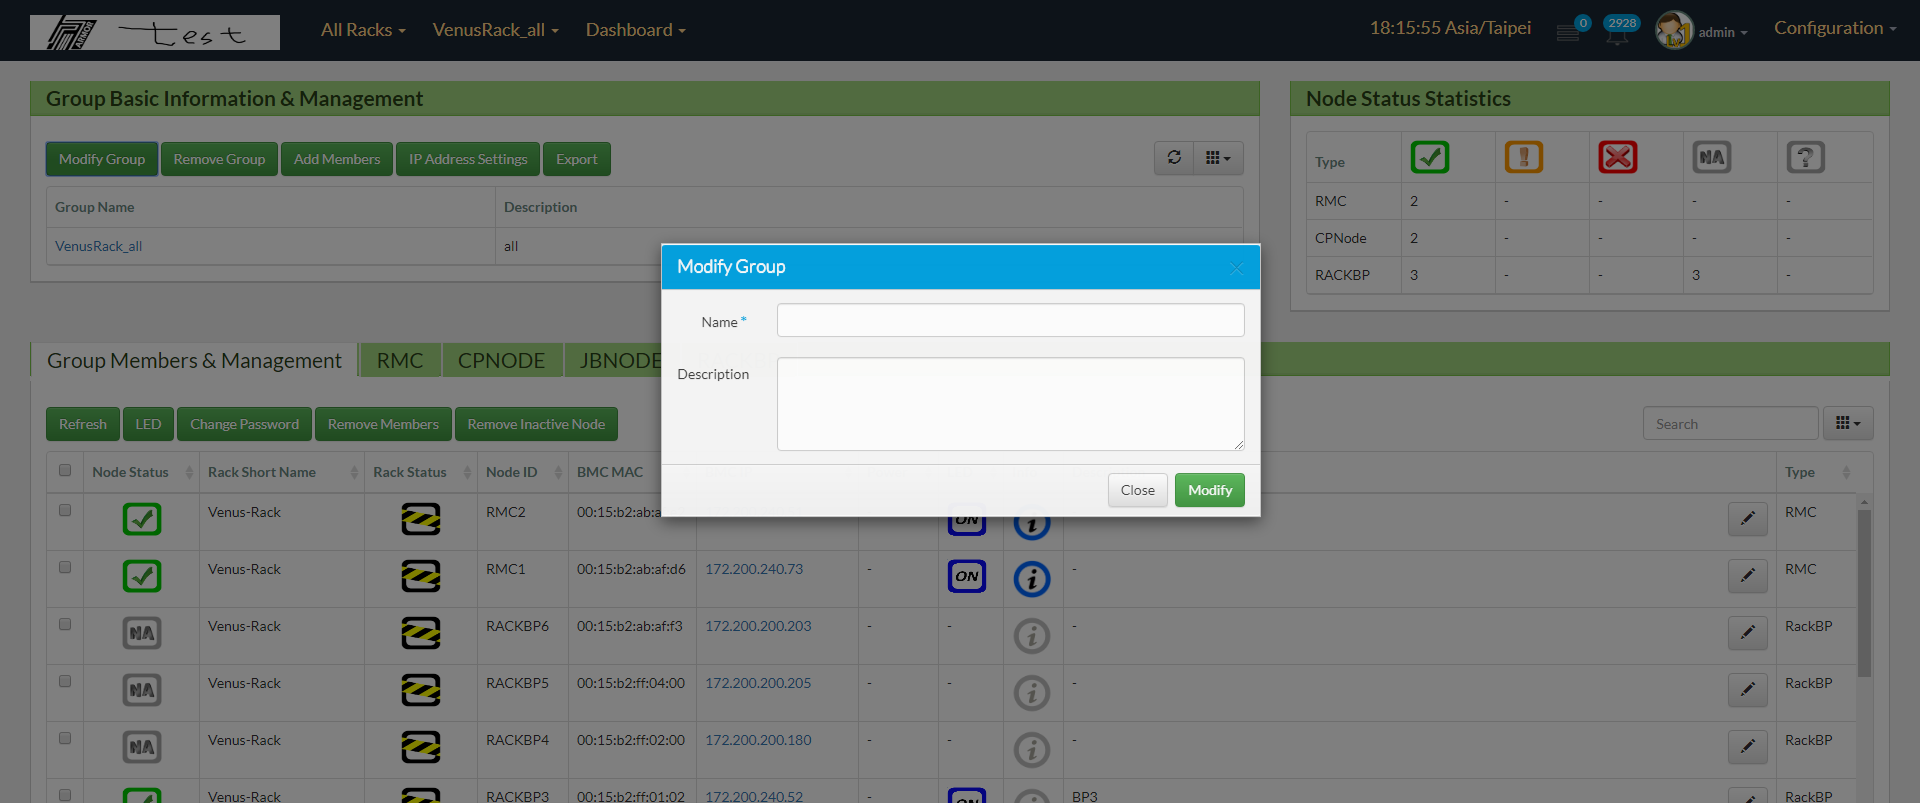 ARMOR test All Racks VenusRack_all Dashboard 18:15:55 Asia/Taipei 0 2928 admin Configuration
Group Basic Information & Management
Modify Group Remove Group Add Members IP Address Settings Export
Group Name Description
VenusRack_all all
Node Status Statistics
Type NA ?
RMC 2 - - - -
CPNode 2 - - - -
RACKBP 3 - - 3 -
Modify Group
Name *
Description
Close Modify
Group Members & Management RMC CPNODE JBNODE
Refresh LED Change Password Remove Members Remove Inactive Node Search
Node Status Rack Short Name Rack Status Node ID BMC MAC Type
Venus-Rack RMC2 00:15:b2:ab:a ON i RMC
Venus-Rack RMC1 00:15:b2:ab:af:d6 172.200.240.73 - ON i - RMC
NA Venus-Rack RACKBP6 00:15:b2:ab:af:f3 172.200.200.203 - - i - RackBP
NA Venus-Rack RACKBP5 00:15:b2:ff:04:00 172.200.200.205 - - i - RackBP
NA Venus-Rack RACKBP4 00:15:b2:ff:02:00 172.200.200.180 - - i - RackBP
Venus-Rack RACKBP3 00:15:b2:ff:01:02 172.200.240.52 - ON i BP3 RackBP